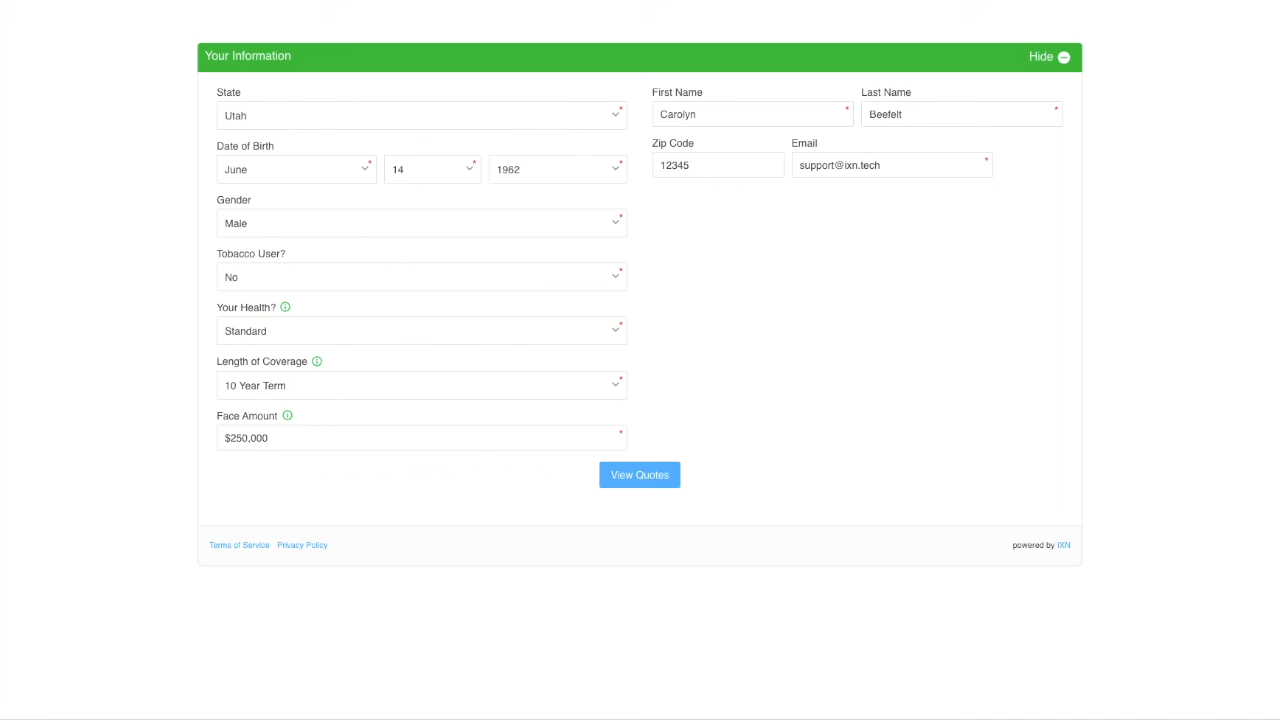 Your Information
Hide
State
Utah *
Date of Birth
June * 14 * 1962 *
Gender
Male *
Tobacco User?
No *
Your Health?
Standard *
Length of Coverage
10 Year Term *
Face Amount
$250,000 *
First Name Last Name
Carolyn * Beefelt *
Zip Code Email
12345 support@ixn.tech *
View Quotes
Terms of Service Privacy Policy
powered by IXN